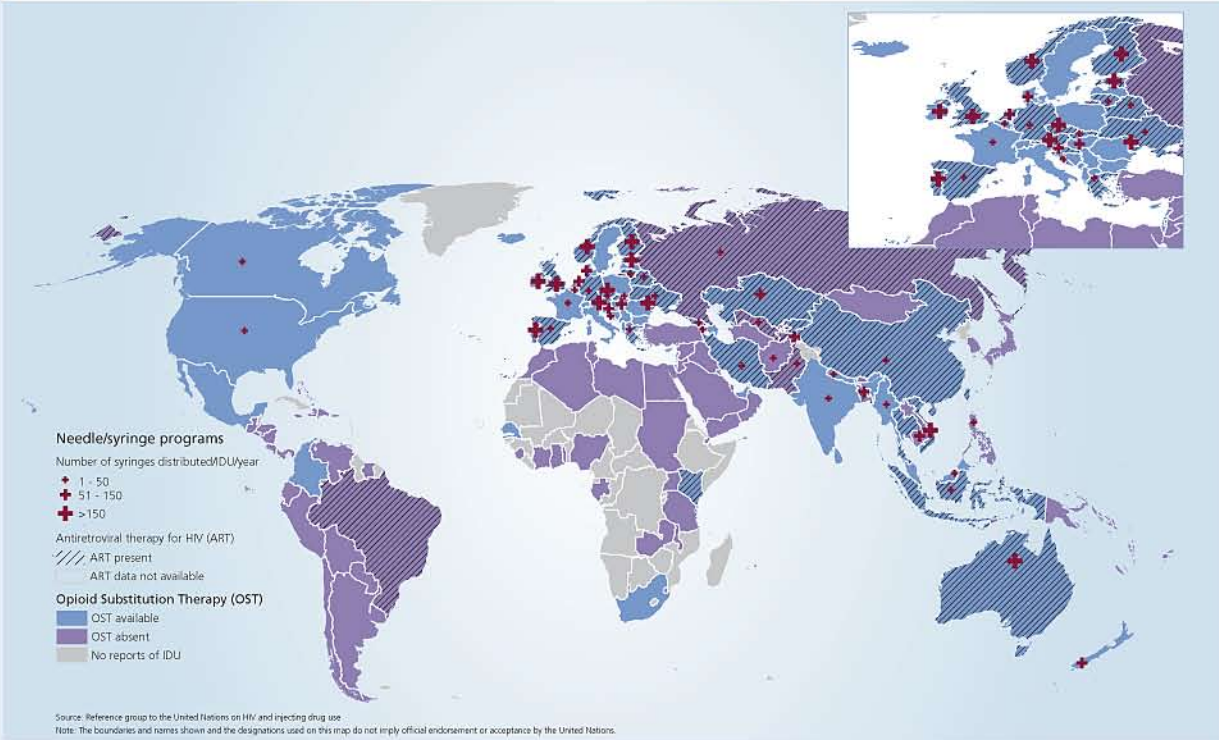 Needle/syringe programs
Number of syringes distributed/IDU/year
1 - 50
51 - 150
>150
Antiretroviral therapy for HIV (ART)
ART present
ART data not available
Opioid Substitution Therapy (OST)
OST available
OST absent
No reports of IDU
Source: Reference group to the United Nations on HIV and injecting drug use
Note: The boundaries and names shown and the designations used on this map do not imply official endorsement or acceptance by the United Nations.